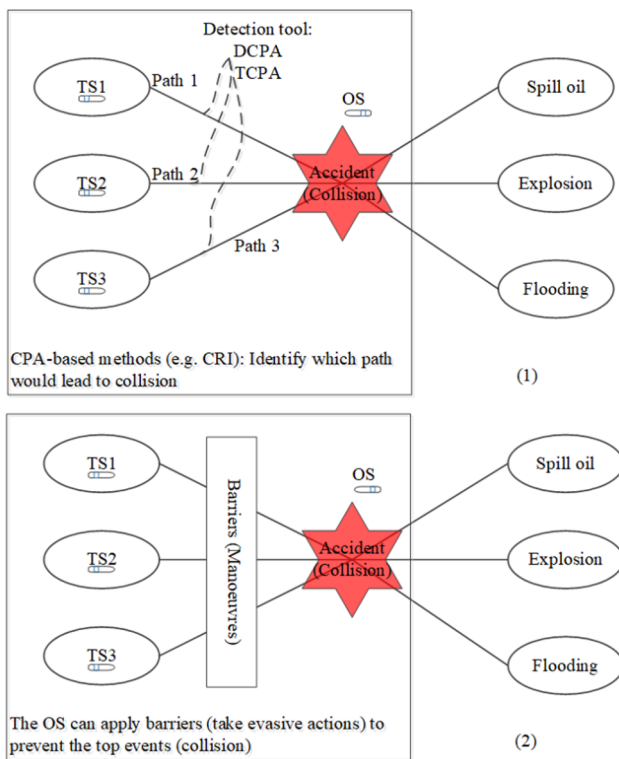 Detection tool:
DCPA
TCPA
TS1
Path 1
OS
Spill oil
TS2
Path 2
Accident
(Collision)
Explosion
TS3
Path 3
Flooding
CPA-based methods (e.g. CRI): Identify which path
would lead to collision
(1)
TS1
Barriers (Manoeuvres)
OS
Spill oil
TS2
Accident
(Collision)
Explosion
TS3
Flooding
The OS can apply barriers (take evasive actions) to
prevent the top events (collision)
(2)